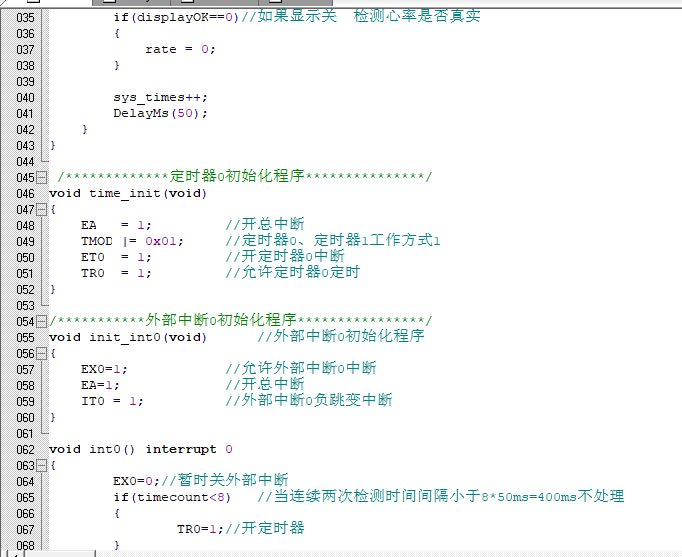 035 if(displayOK==0)//如果显示关 检测心率是否真实
036 {
037 rate = 0;
038 }
039
040 sys_times++;
041 DelayMs(50);
042 }
043 }
044
045 /*************定时器0初始化程序***************/
046 void time_init(void)
047 {
048 EA = 1; //开总中断
049 TMOD |= 0x01; //定时器0、定时器1工作方式1
050 ET0 = 1; //开定时器0中断
051 TR0 = 1; //允许定时器0定时
052 }
053
054 /***********外部中断0初始化程序****************/
055 void init_int0(void) //外部中断0初始化程序
056 {
057 EX0=1; //允许外部中断0中断
058 EA=1; //开总中断
059 IT0 = 1; //外部中断0负跳变中断
060 }
061
062 void int0() interrupt 0
063 {
064 EX0=0;//暂时关外部中断
065 if(timecount<8) //当连续两次检测时间间隔小于8*50ms=400ms不处理
066 {
067 TR0=1;//开定时器
068 }